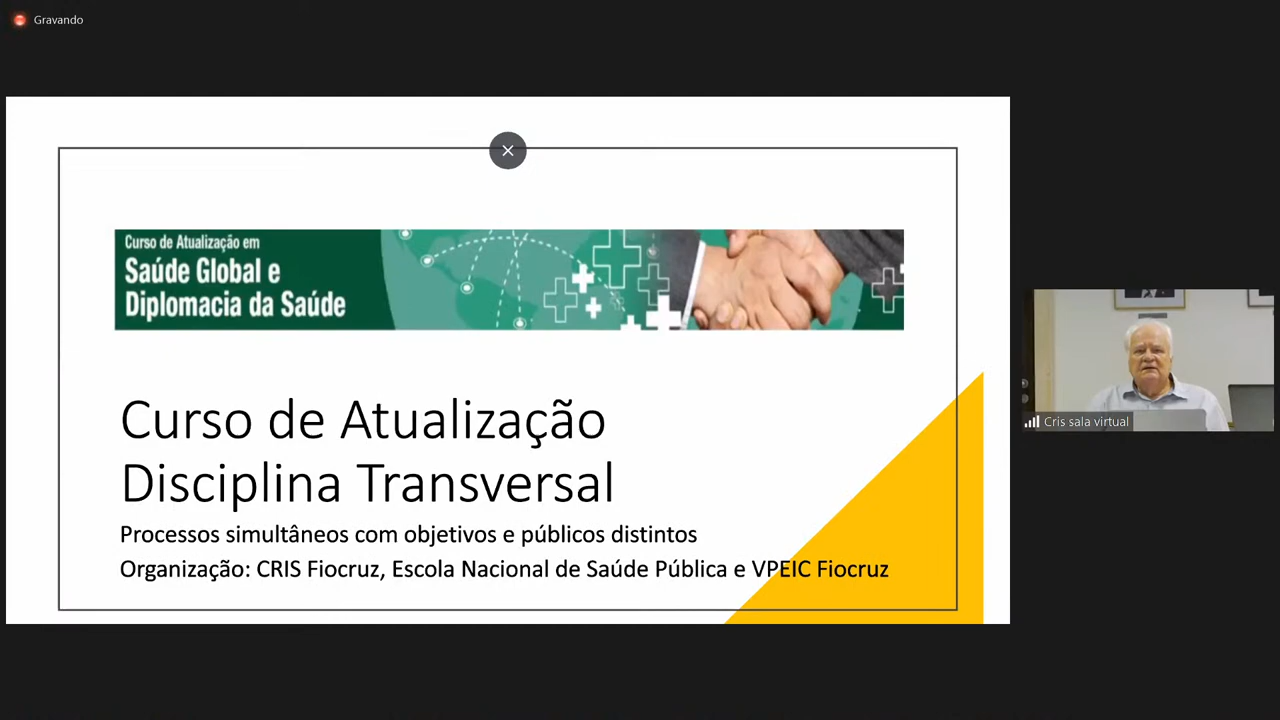 Gravando
Curso de Atualização em
Saúde Global e
Diplomacia da Saúde
Curso de Atualização
Disciplina Transversal
Processos simultâneos com objetivos e públicos distintos
Organização: CRIS Fiocruz, Escola Nacional de Saúde Pública e VPEIC Fiocruz
Cris sala virtual